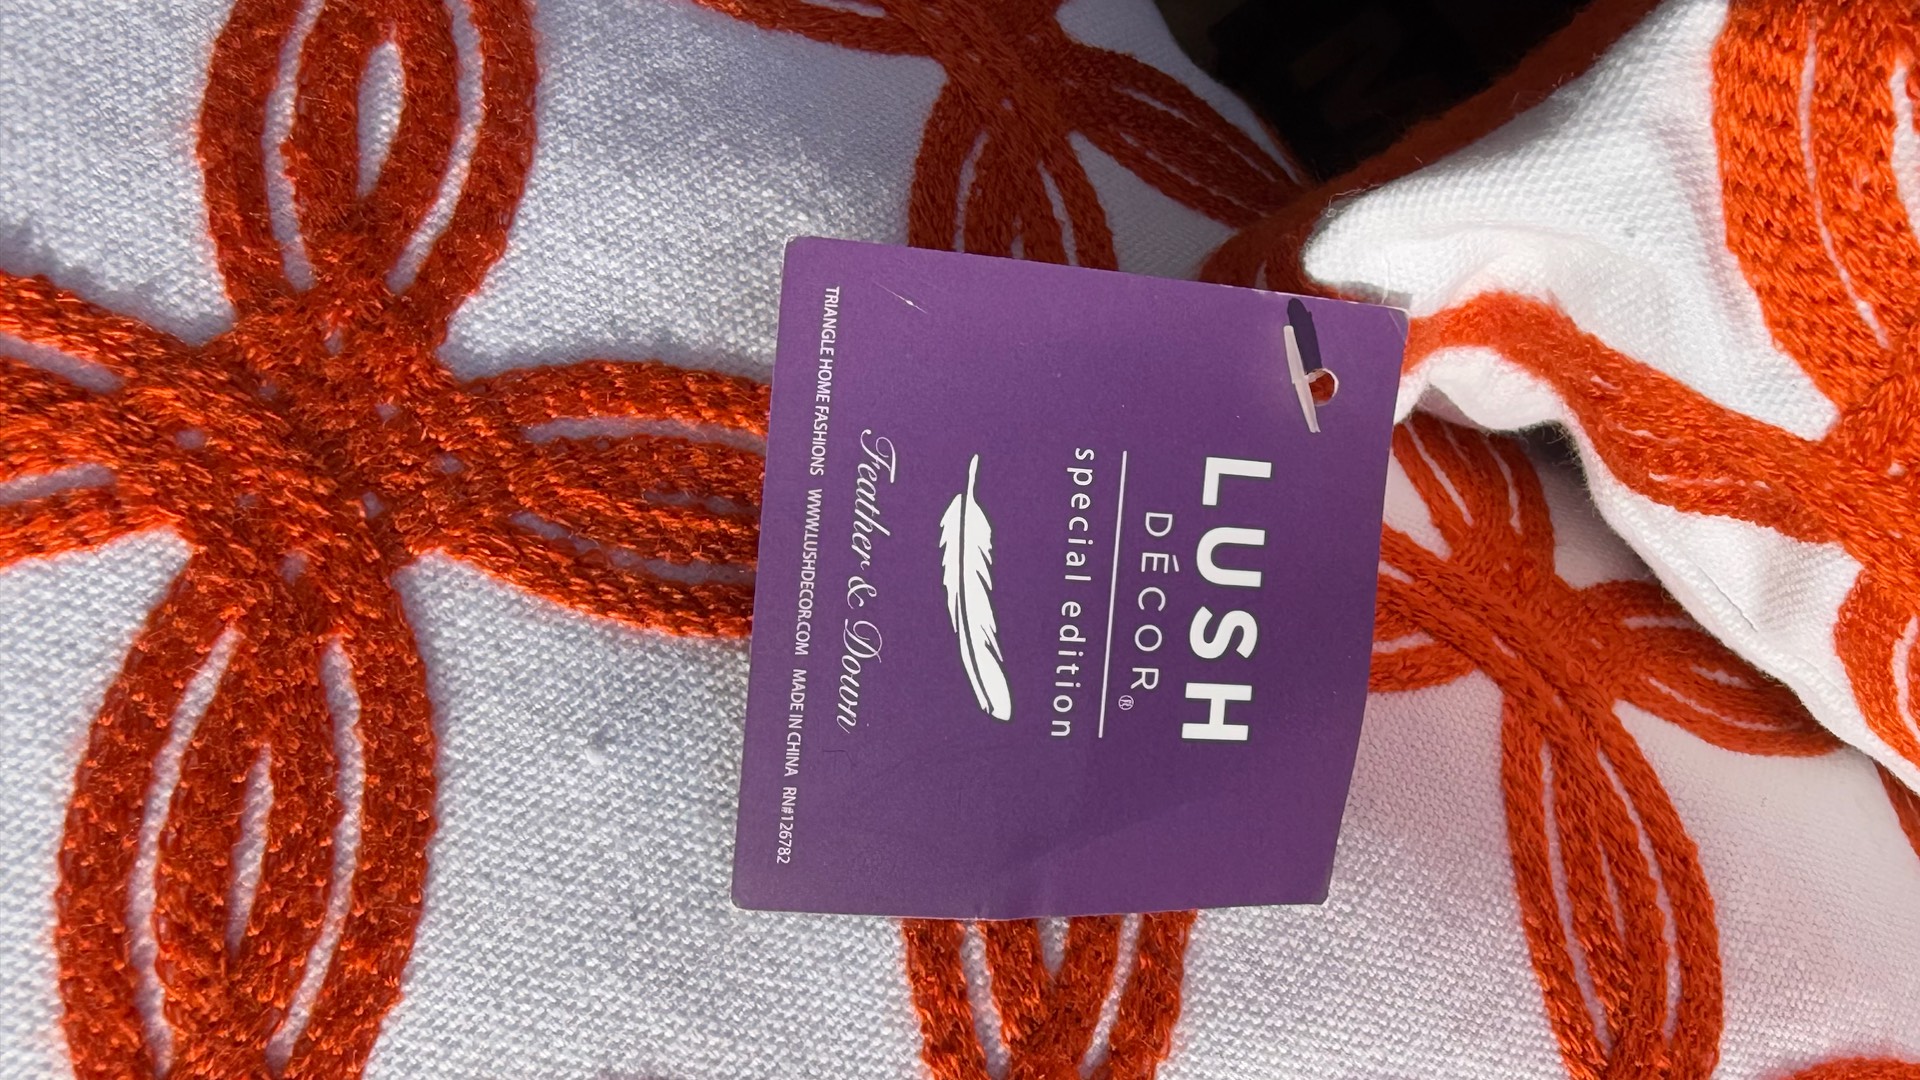 LUSH
DÉCOR®
special edition
Feather & Down
TRIANGLE HOME FASHIONS WWW.LUSHDECOR.COM MADE IN CHINA RN#126782